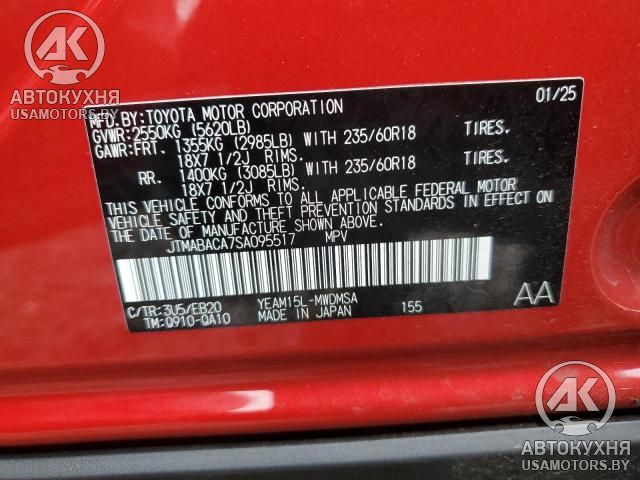 AK
АВТОКУХНЯ
USAMOTORS.BY
MFD.BY:TOYOTA MOTOR CORPORATION 01/25
GVWR:2550KG (5620LB)
GAWR:FRT. 1355KG (2985LB) WITH 235/60R18 TIRES.
18X7 1/2J RIMS.
RR. 1400KG (3085LB) WITH 235/60R18 TIRES.
18X7 1/2J RIMS.
THIS VEHICLE CONFORMS TO ALL APPLICABLE FEDERAL MOTOR
VEHICLE SAFETY AND THEFT PREVENTION STANDARDS IN EFFECT ON
THE DATE OF MANUFACTURE SHOWN ABOVE.
JTMABACA7SA095517 MPV
C/TR:3U5/EB20 YEAM15L-MWDMSA 155 AA
TM:Q910-QA10 MADE IN JAPAN
AK
АВТОКУХНЯ
USAMOTORS.BY